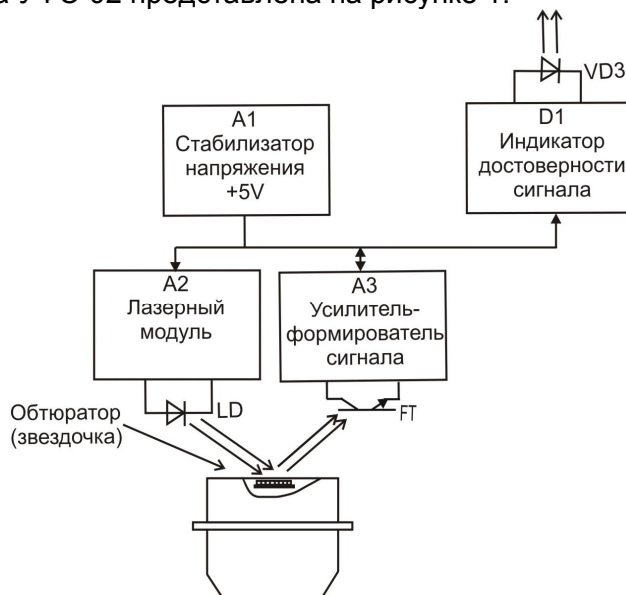 а УФС-02 представлена на рисунке 1.
VD3
A1
Стабилизатор
напряжения
+5V
D1
Индикатор
достоверности
сигнала
A2
Лазерный
модуль
A3
Усилитель-
формирователь
сигнала
LD
FT
Обтюратор
(звездочка)